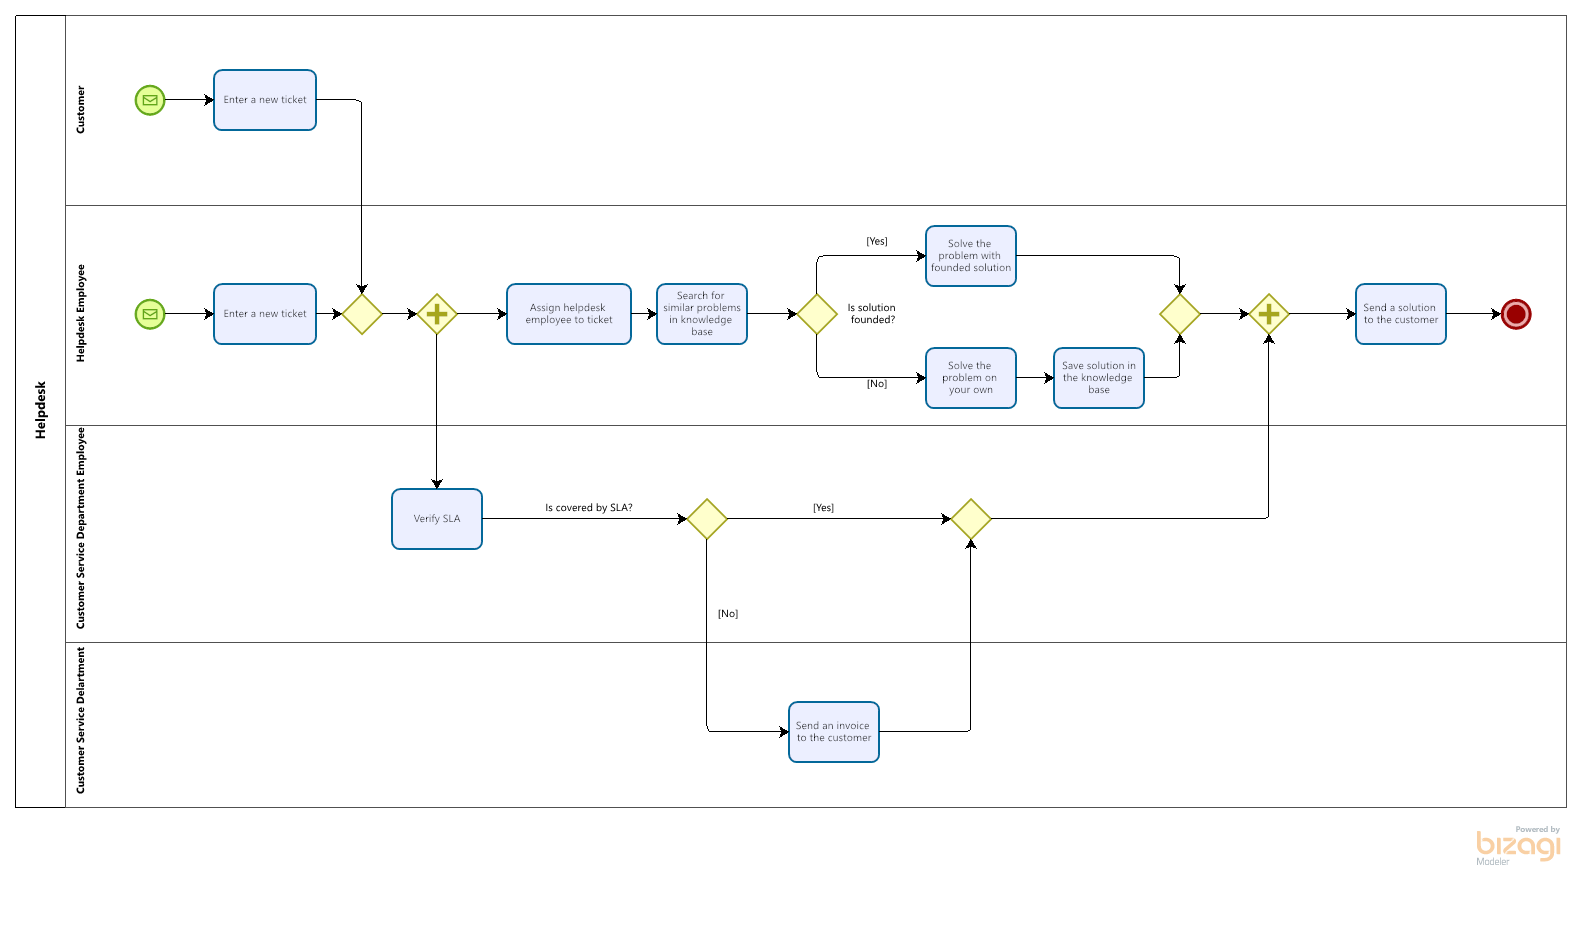 Helpdesk
Customer
Enter a new ticket
Helpdesk Employee
Enter a new ticket
Assign helpdesk
employee to ticket
Search for
similar problems
in knowledge
base
Is solution
founded?
[Yes]
Solve the
problem with
founded solution
[No]
Solve the
problem on
your own
Save solution in
the knowledge
base
Send a solution
to the customer
Customer Service Department Employee
Verify SLA
Is covered by SLA?
[Yes]
[No]
Customer Service Delartment
Send an invoice
to the customer
Powered by
bizagi
Modeler